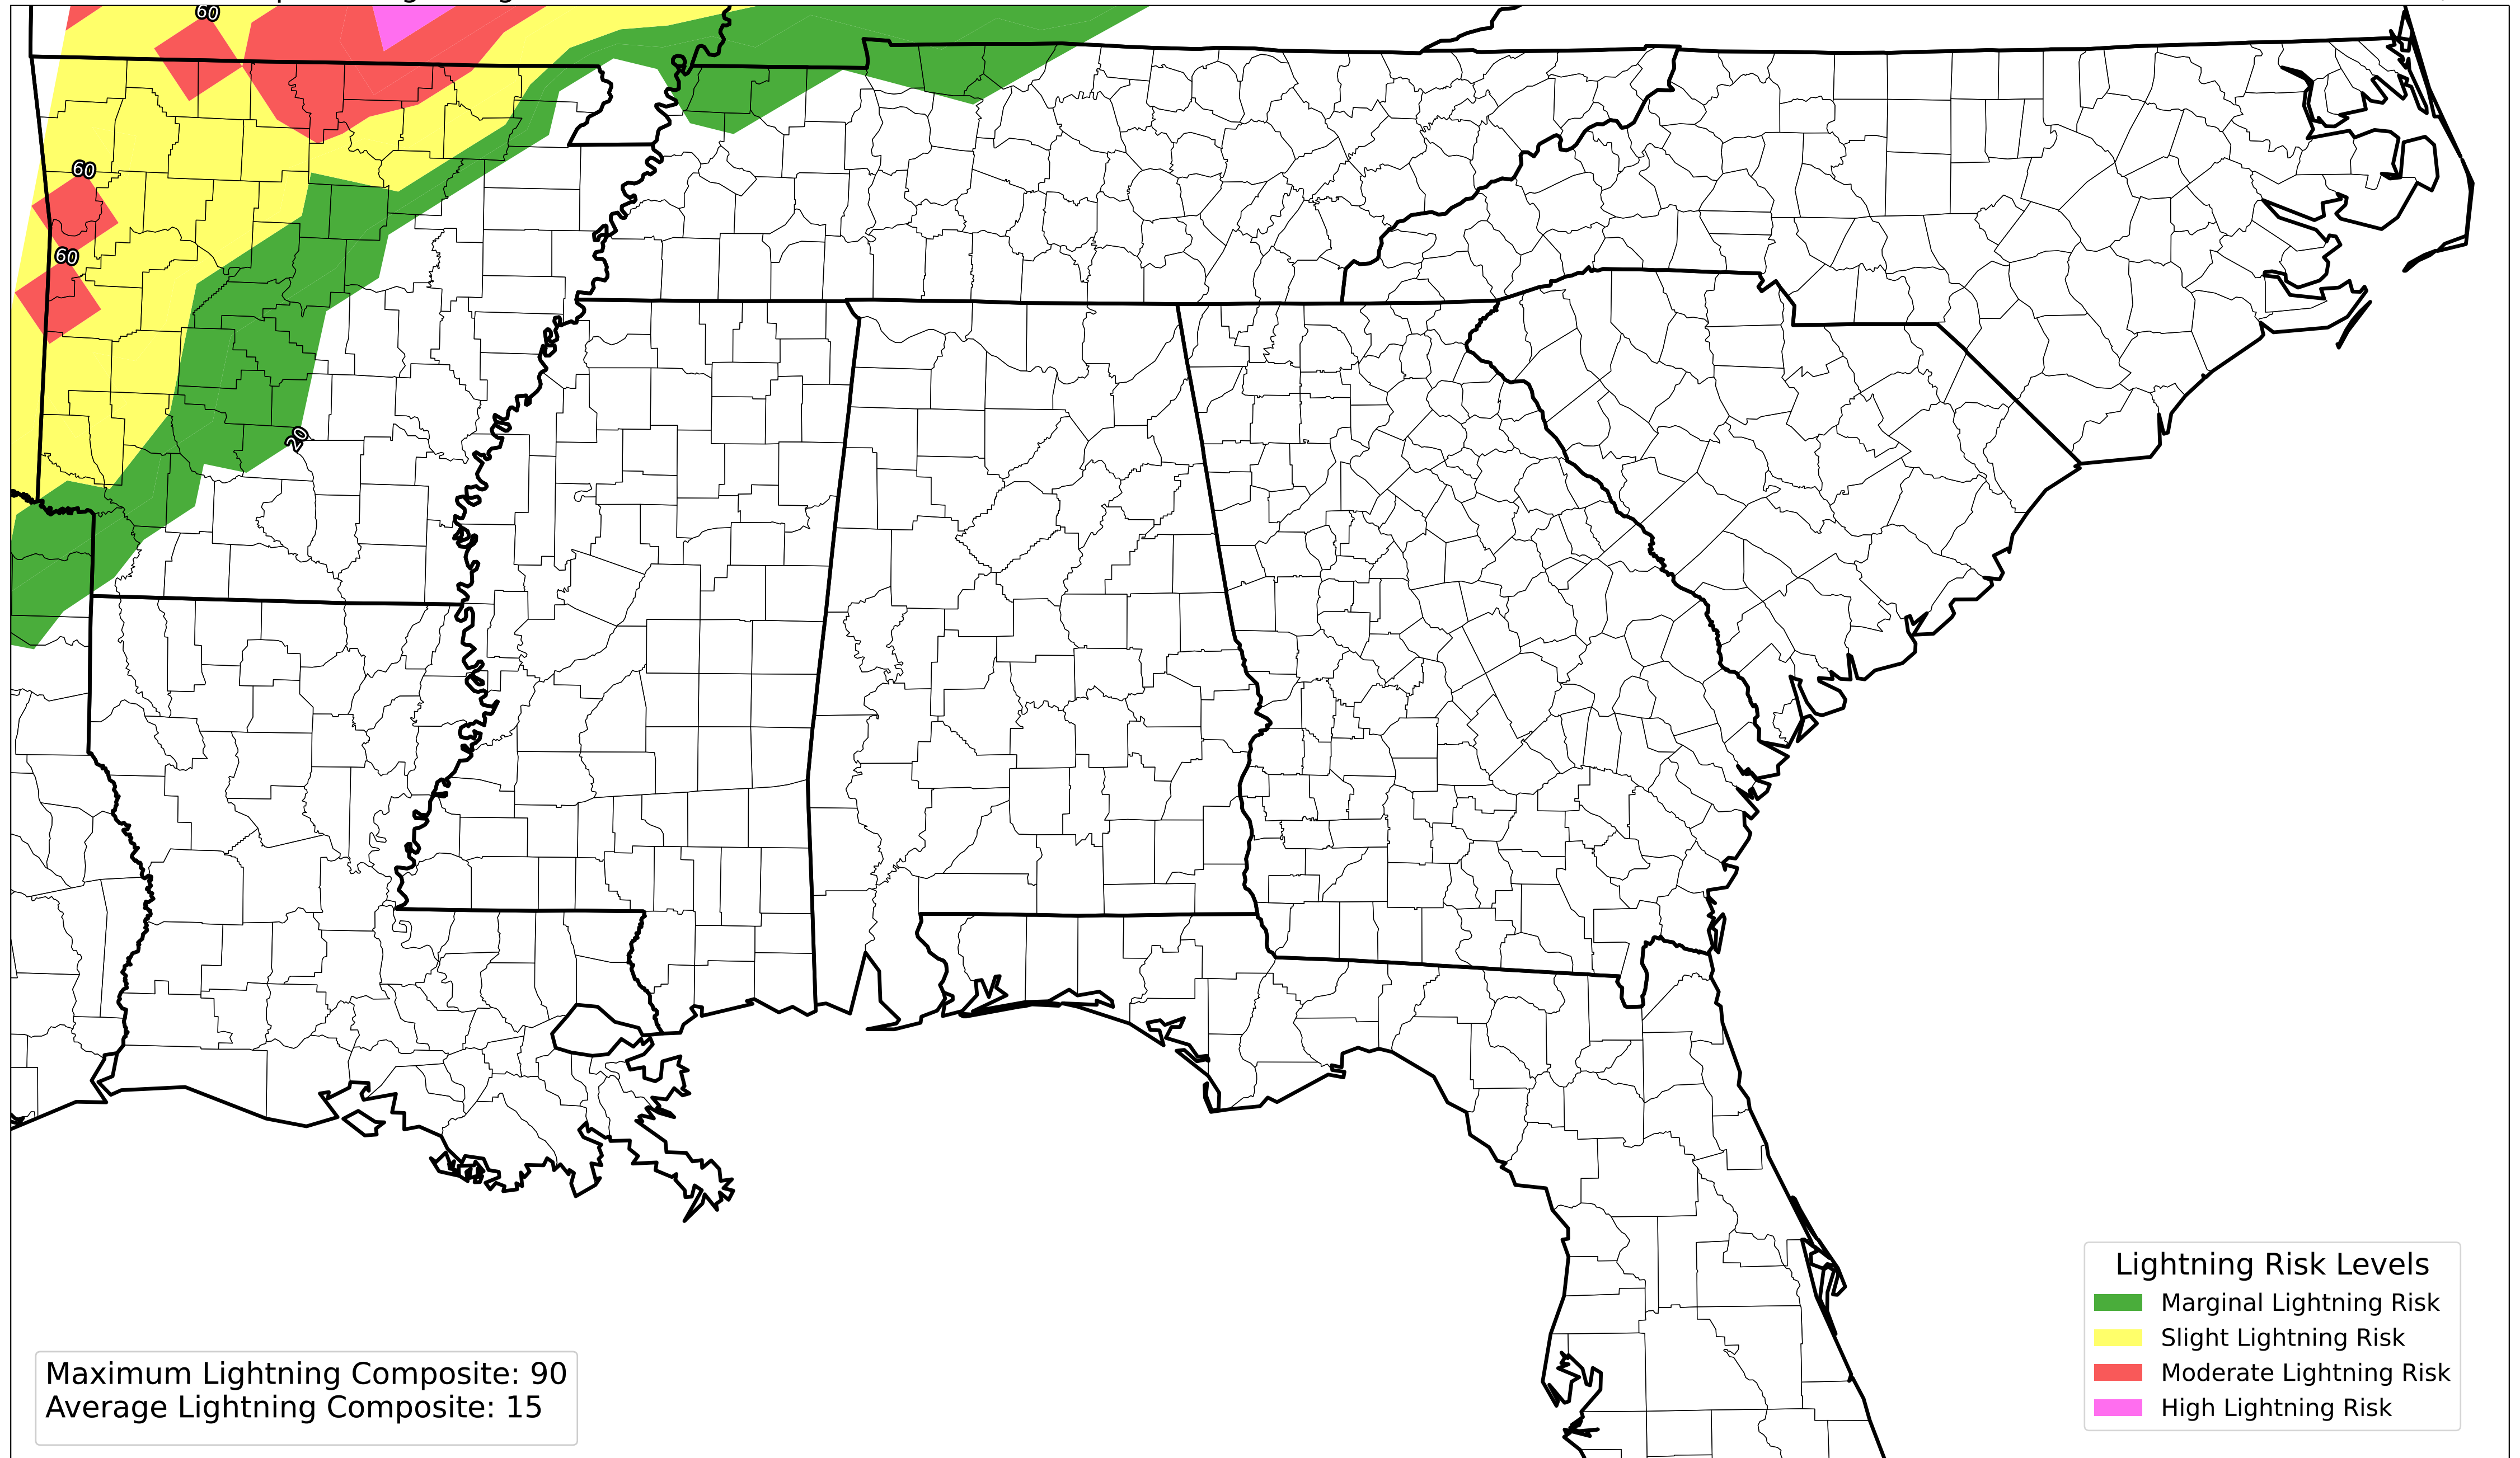 60
60
60
20
Lightning Risk Levels
Marginal Lightning Risk
Slight Lightning Risk
Moderate Lightning Risk
High Lightning Risk
Maximum Lightning Composite: 90
Average Lightning Composite: 15